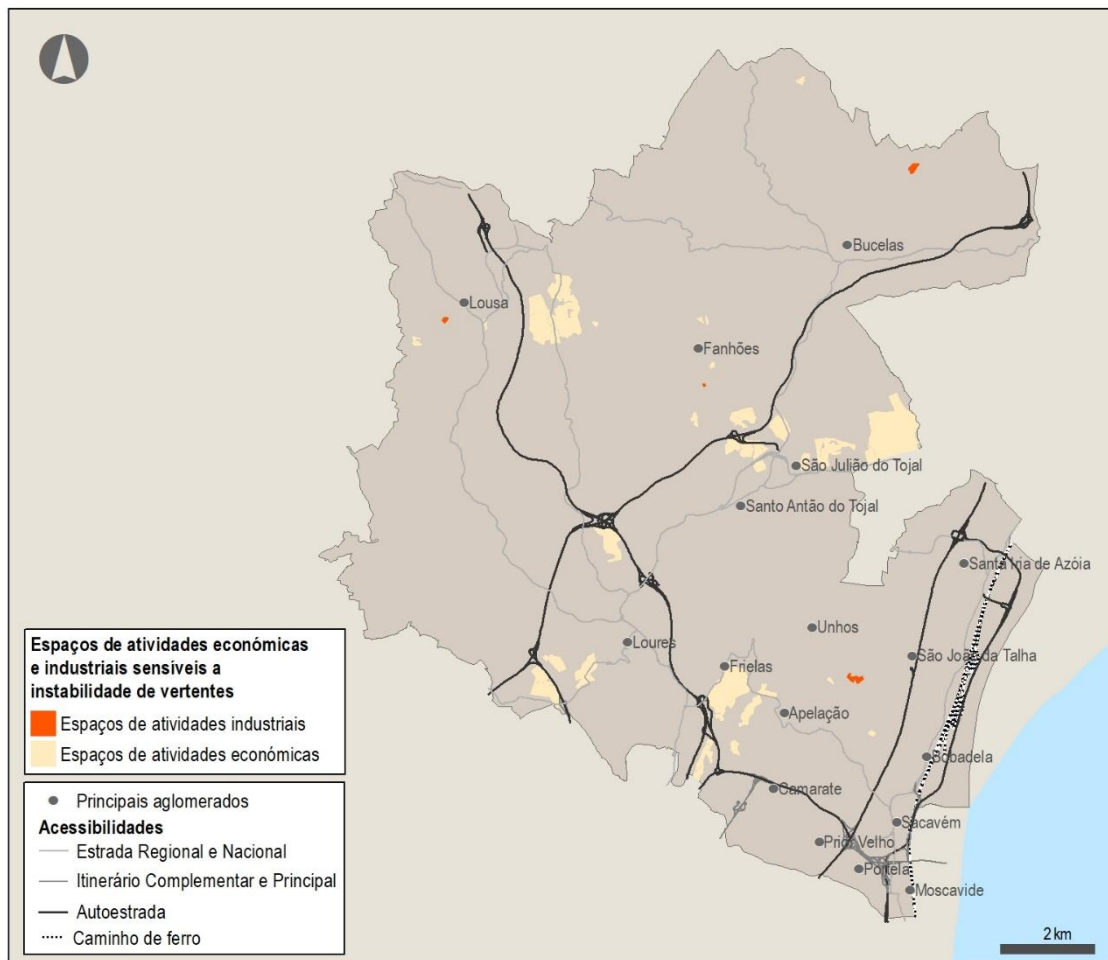 Bucelas
Lousa
Fanhões
São Julião do Tojal
Santo Antão do Tojal
Santa Iria de Azóia
Unhos
Loures
São João da Talha
Frielas
Apelação
Bobadela
Camarate
Sacavém
Prior Velho
Portela
Moscavide
Espaços de atividades económicas
e industriais sensíveis a
instabilidade de vertentes
Espaços de atividades industriais
Espaços de atividades económicas
Principais aglomerados
Acessibilidades
Estrada Regional e Nacional
Itinerário Complementar e Principal
Autoestrada
Caminho de ferro
2 km